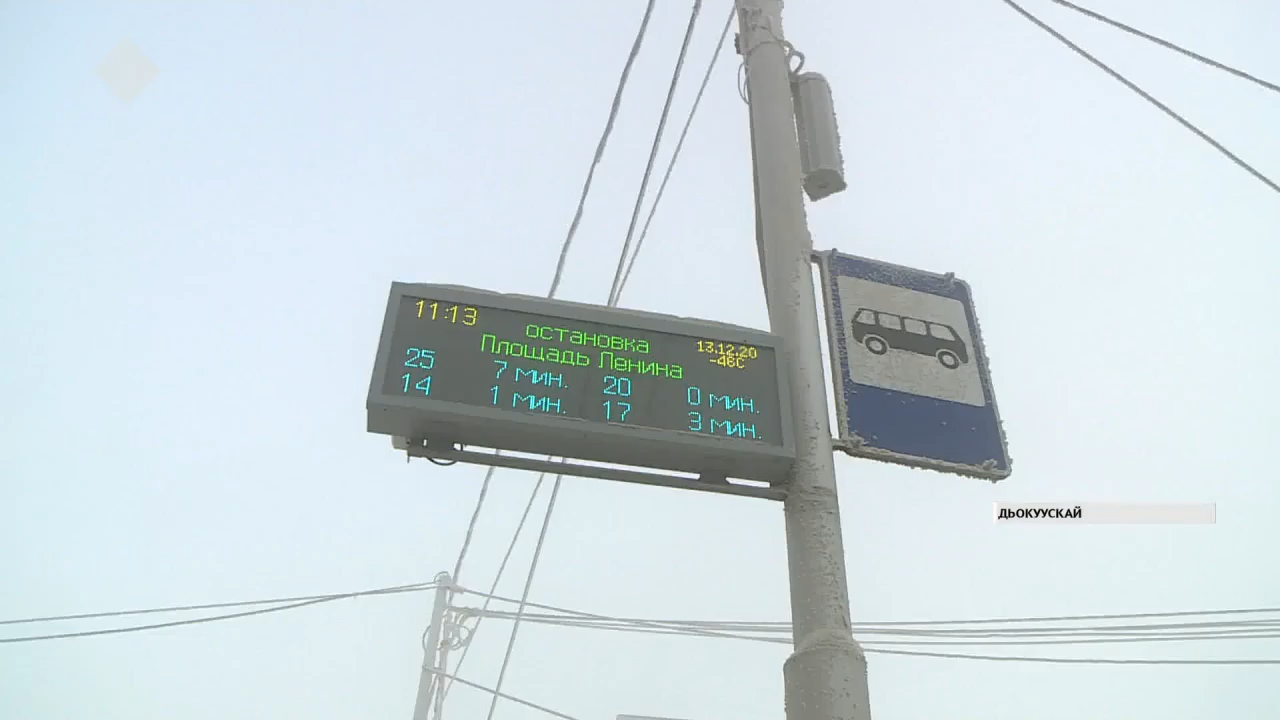 11:13
остановка
Площадь Ленина
13.12.20
-46C
25 7 мин. 20 0 мин.
14 1 мин. 17 3 мин.
ДЬОКУУСКАЙ